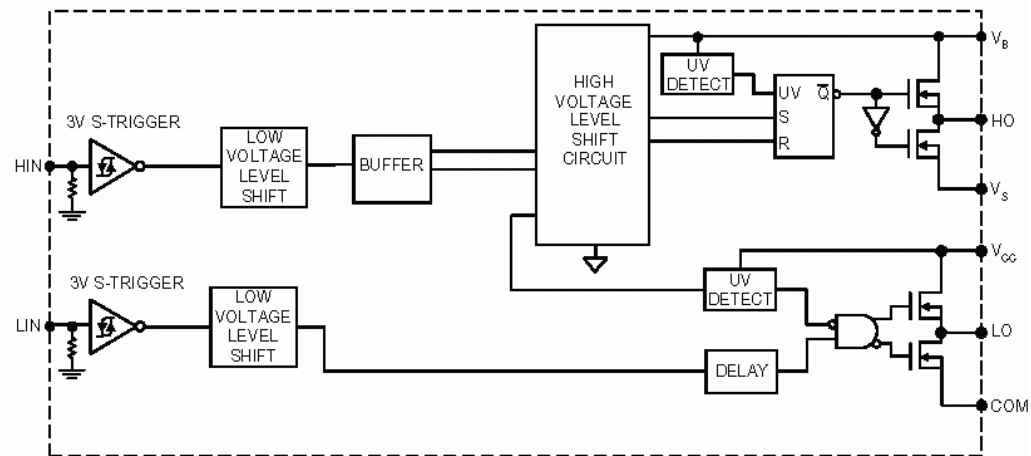 V_B
UV
DETECT
HIGH
VOLTAGE
LEVEL
SHIFT
CIRCUIT
UV
Q̅
S
R
HO
3V S-TRIGGER
LOW
VOLTAGE
LEVEL
SHIFT
BUFFER
HIN
V_S
V_CC
3V S-TRIGGER
UV
DETECT
LOW
VOLTAGE
LEVEL
SHIFT
LIN
LO
DELAY
COM